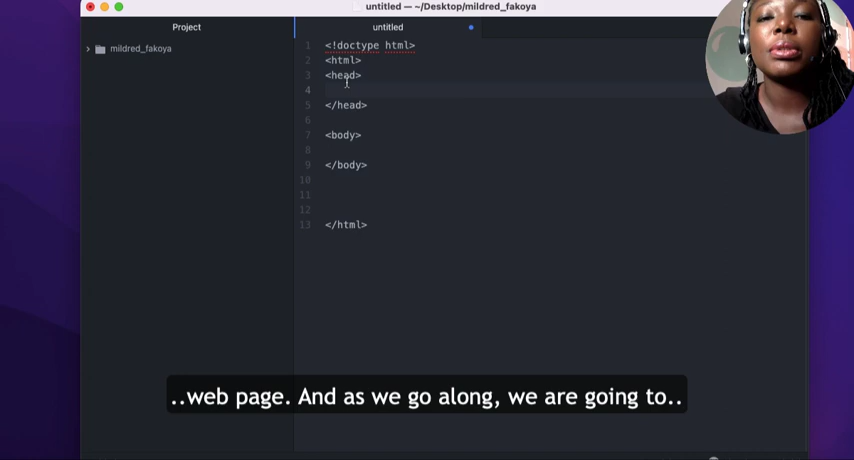 untitled — ~/Desktop/mildred_fakoya
Project
untitled
mildred_fakoya
1 <!doctype html>
2 <html>
3 <head>
4
5 </head>
6
7 <body>
8
9 </body>
10
11
12
13 </html>
..web page. And as we go along, we are going to..